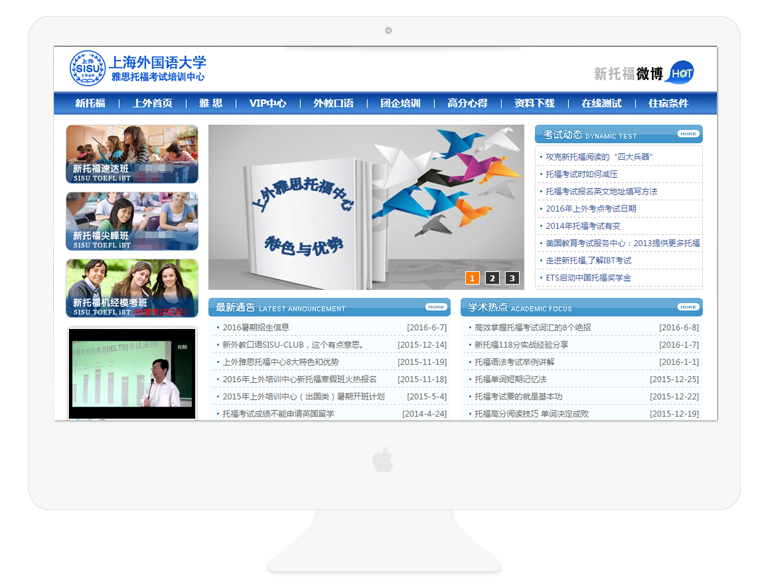 上外
SISU
1949
上海外国语大学
雅思托福考试培训中心
新托福微博 HOT
新托福 | 上外首页 | 雅 思 | VIP中心 | 外教口语 | 团企培训 | 高分心得 | 资料下载 | 在线测试 | 住宿条件
新托福速达班
SISU TOEFL iBT
新托福尖峰班
SISU TOEFL iBT
新托福机经模考班
SISU TOEFL iBT
上外雅思托福中心
特色与优势
1 2 3
考试动态 DYNAMIC TEST MORE
攻克新托福阅读的“四大兵器”
托福考试时如何减压
托福考试报名英文地址填写方法
2016年上外考点考试日期
2014年托福考试有变
美国教育考试服务中心：2013提供更多托福
走进新托福,了解IBT考试
ETS启动中国托福奖学金
最新通告 LATEST ANNOUNCEMENT MORE
2016暑期招生信息 [2016-6-7]
新外教口语SISU-CLUB，这个有点意思。 [2015-12-14]
上外雅思托福中心8大特色和优势 [2015-11-19]
2016年上外培训中心新托福寒假班火热报名 [2015-11-18]
2015年上外培训中心（出国类）暑期开班计划 [2015-5-4]
托福考试成绩不能申请英国留学 [2014-4-24]
学术热点 ACADEMIC FOCUS MORE
高效掌握托福考试词汇的8个绝招 [2016-6-8]
新托福118分实战经验分享 [2016-1-7]
托福语法考试举例讲解 [2016-1-1]
托福单词短期记忆法 [2015-12-25]
托福考试要的就是基本功 [2015-12-22]
托福高分阅读技巧 单词决定成败 [2015-12-19]